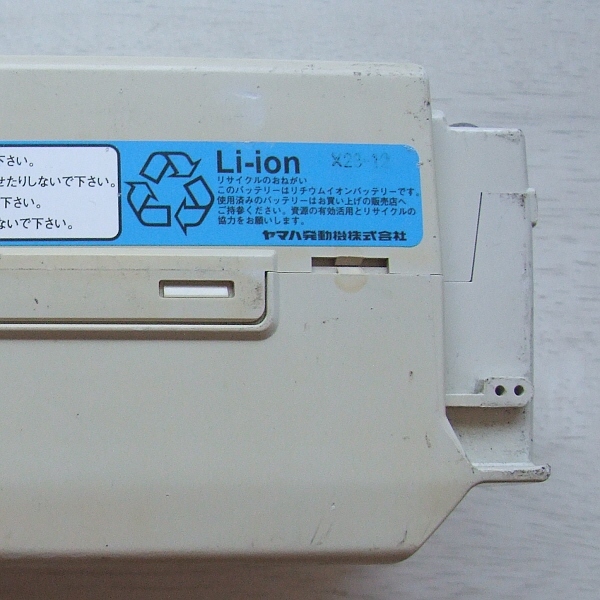 下さい。
せたりしないで下さい。
下さい。
ないで下さい。
Li-ion X23-12
リサイクルのおねがい
このバッテリーはリチウムイオンバッテリーです。
使用済みのバッテリーはお買い上げの販売店へ
ご持参ください。資源の有効活用とリサイクルの
協力をお願いします。
ヤマハ発動機株式会社